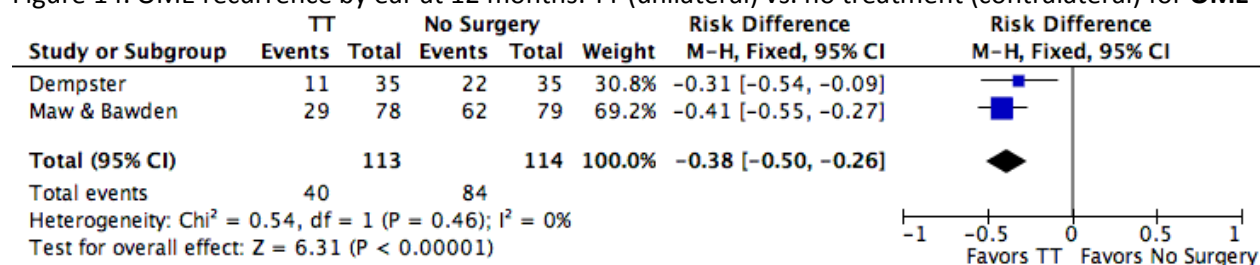 Figure 14. OME recurrence by ear at 12 months. TT (unilateral) vs. no treatment (contralateral) for OME
TT No Surgery Risk Difference Risk Difference
Study or Subgroup Events Total Events Total Weight M-H, Fixed, 95% CI M-H, Fixed, 95% CI
Dempster 11 35 22 35 30.8% -0.31 [-0.54, -0.09]
Maw & Bawden 29 78 62 79 69.2% -0.41 [-0.55, -0.27]
Total (95% CI) 113 114 100.0% -0.38 [-0.50, -0.26]
Total events 40 84
Heterogeneity: Chi² = 0.54, df = 1 (P = 0.46); I² = 0%
Test for overall effect: Z = 6.31 (P < 0.00001)
-1 -0.5 0 0.5 1
Favors TT Favors No Surgery